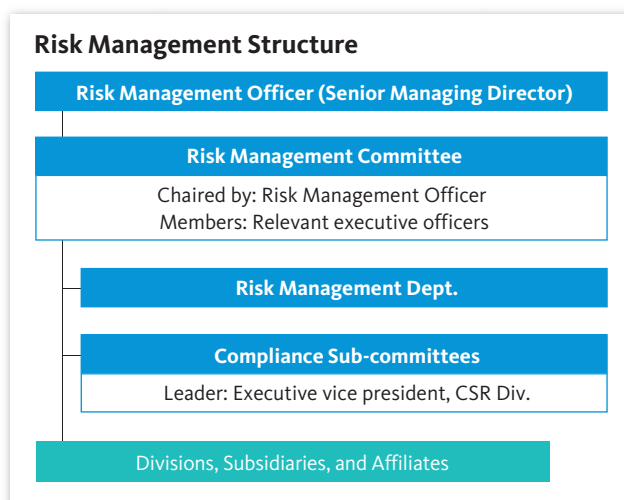 Risk Management Structure
Risk Management Officer (Senior Managing Director)
Risk Management Committee
Chaired by: Risk Management Officer
Members: Relevant executive officers
Risk Management Dept.
Compliance Sub-committees
Leader: Executive vice president, CSR Div.
Divisions, Subsidiaries, and Affiliates